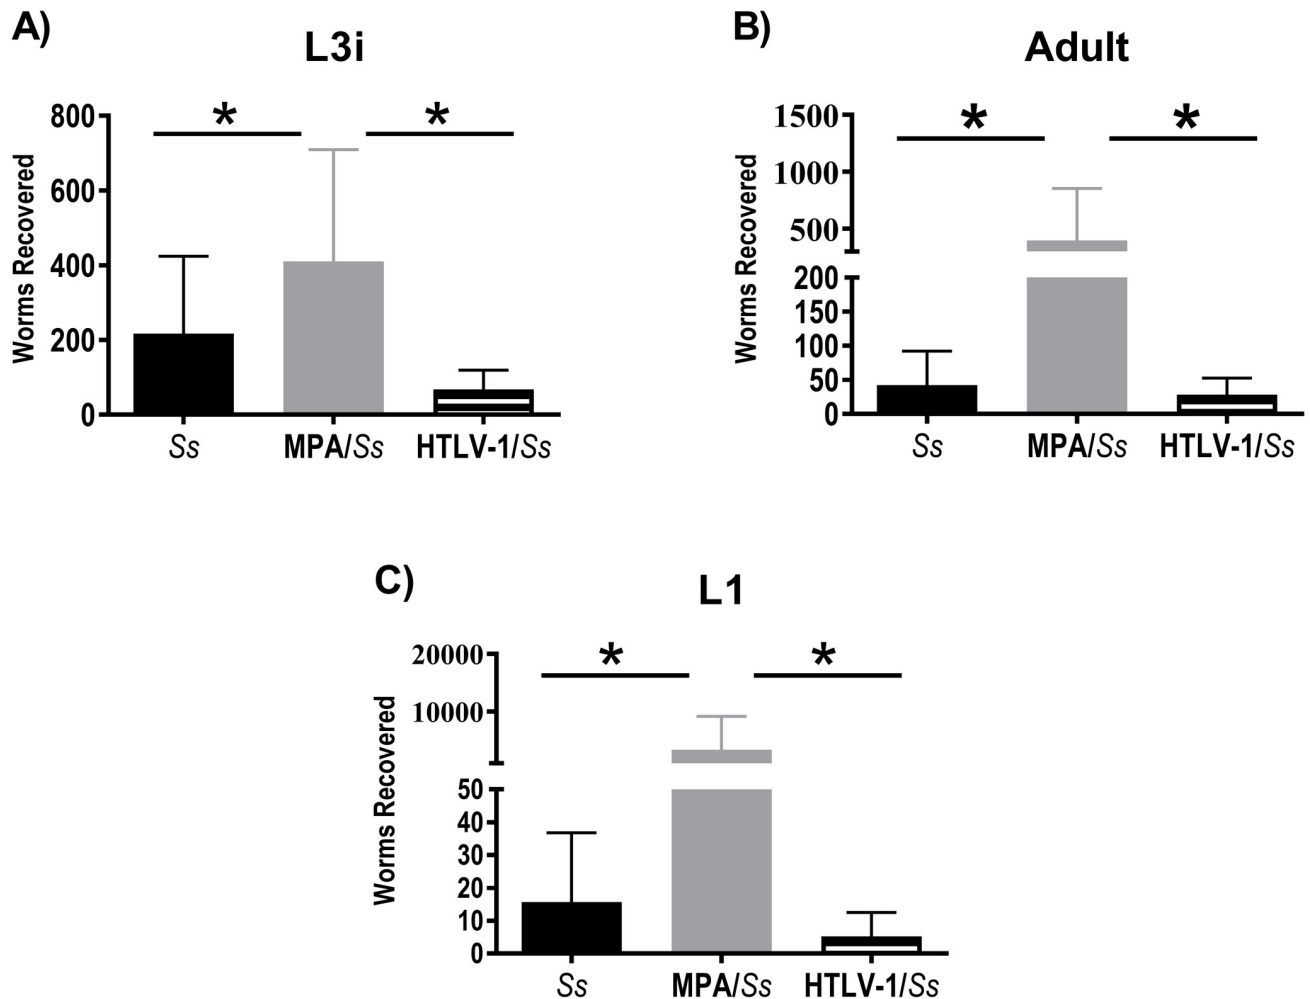 A)
L3i
* *
Worms Recovered
800
600
400
200
0
Ss MPA/Ss HTLV-1/Ss
B)
Adult
* *
Worms Recovered
1500
1000
500
200
150
100
50
0
Ss MPA/Ss HTLV-1/Ss
C)
L1
* *
Worms Recovered
20000
10000
50
40
30
20
10
0
Ss MPA/Ss HTLV-1/Ss